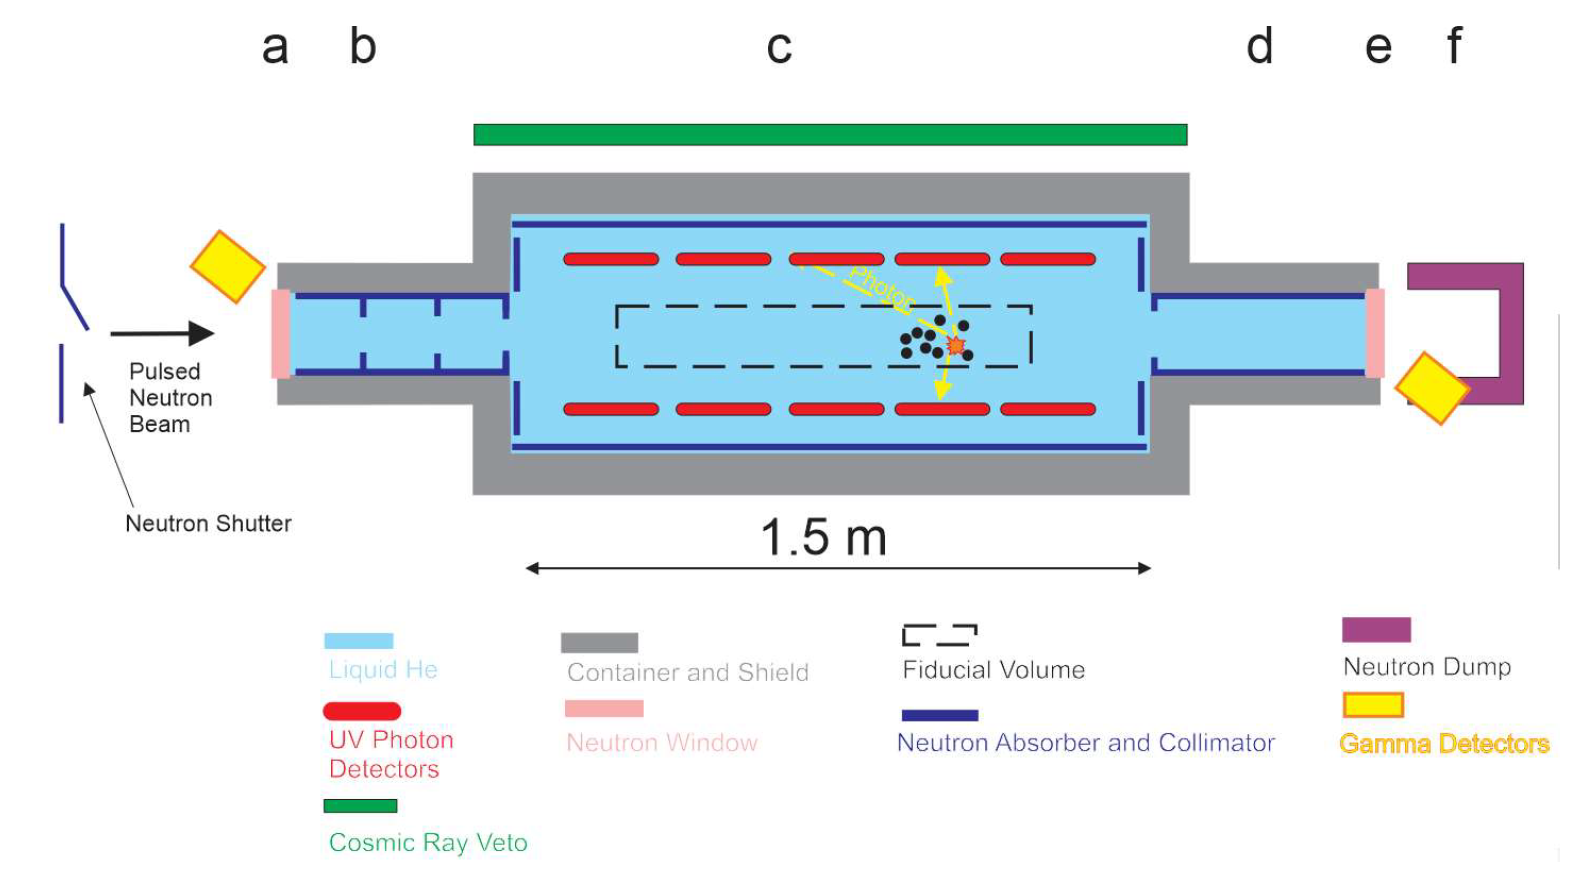 a b c d e f
Photon
Pulsed
Neutron
Beam
Neutron Shutter
1.5 m
Liquid He
Container and Shield
Fiducial Volume
Neutron Dump
UV Photon
Detectors
Neutron Window
Neutron Absorber and Collimator
Gamma Detectors
Cosmic Ray Veto